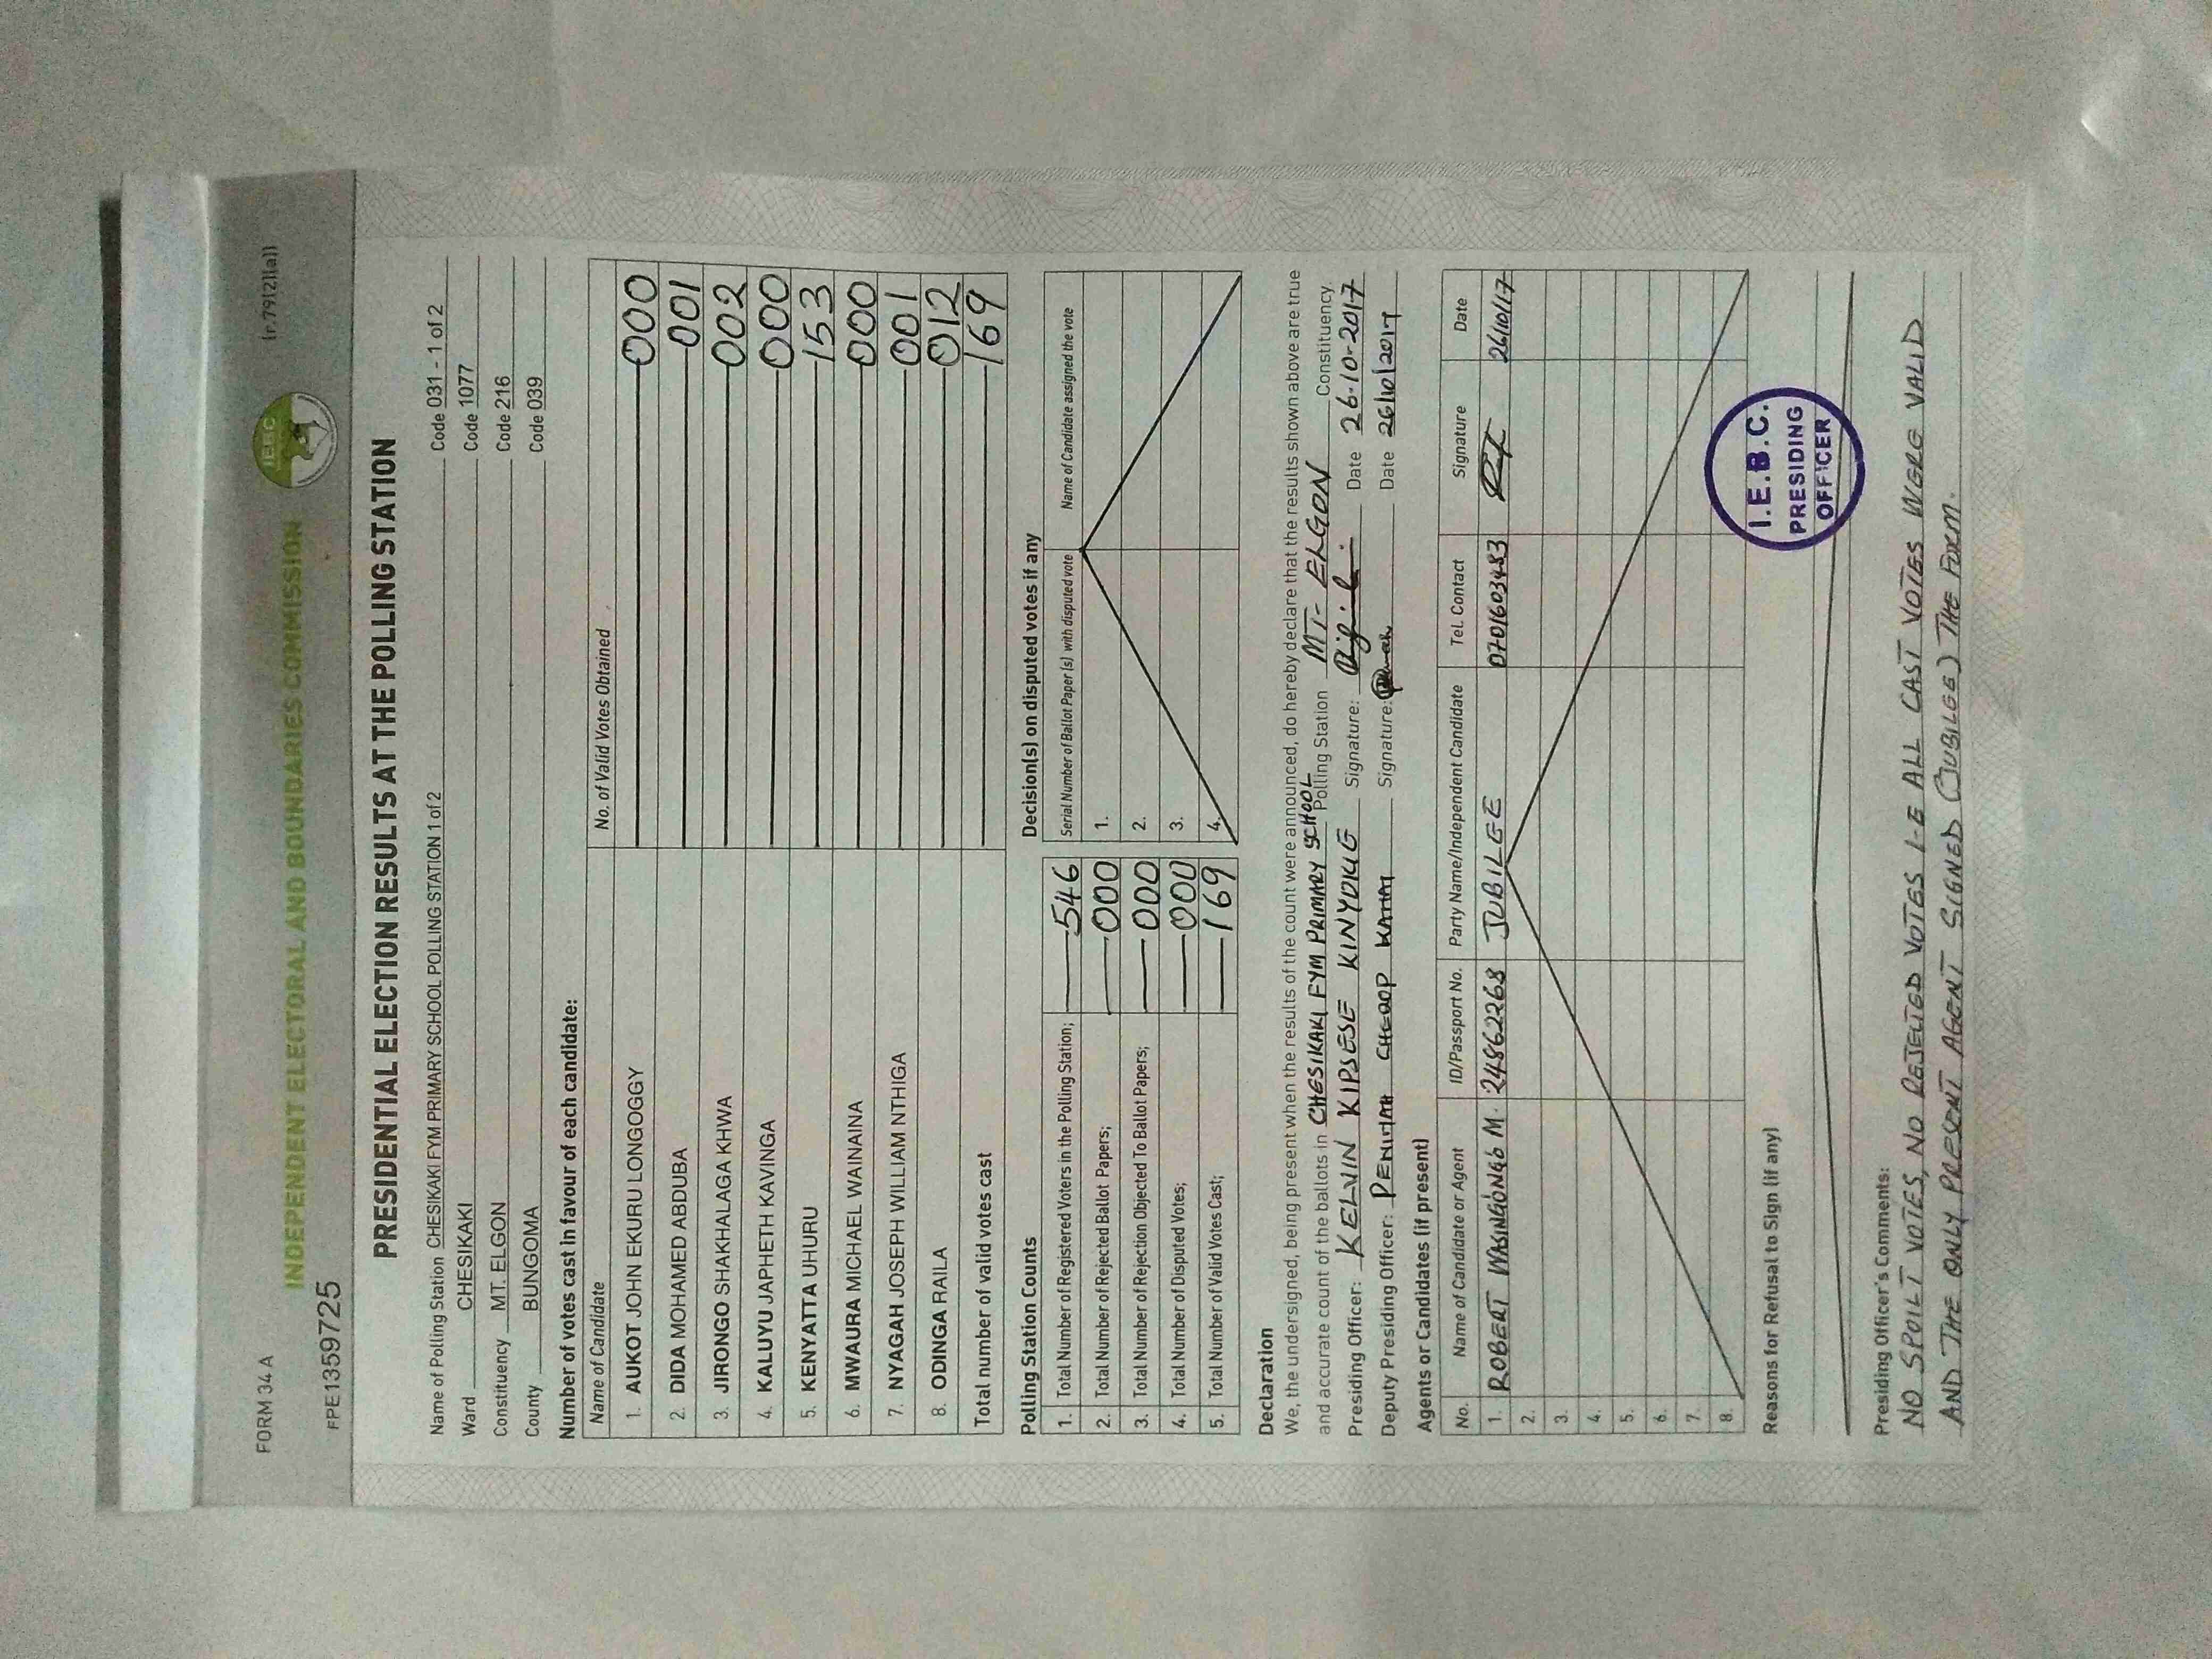 FORM 34 A
(r.79(2)(a))
INDEPENDENT ELECTORAL AND BOUNDARIES COMMISSION
IEBC
FPE1359725
PRESIDENTIAL ELECTION RESULTS AT THE POLLING STATION
Name of Polling Station CHESIKAKI FYM PRIMARY SCHOOL POLLING STATION 1 of 2 Code 031 - 1 of 2
Ward CHESIKAKI Code 1077
Constituency MT. ELGON Code 216
County BUNGOMA Code 039
Number of votes cast in favour of each candidate:
Name of Candidate No. of Valid Votes Obtained
1. AUKOT JOHN EKURU LONGOGGY 000
2. DIDA MOHAMED ABDUBA 001
3. JIRONGO SHAKHALAGA KHWA 002
4. KALUYU JAPHETH KAVINGA 000
5. KENYATTA UHURU 153
6. MWAURA MICHAEL WAINAINA 000
7. NYAGAH JOSEPH WILLIAM NTHIGA 001
8. ODINGA RAILA 012
Total number of valid votes cast 169
Polling Station Counts
1. Total Number of Registered Voters in the Polling Station; 546
2. Total Number of Rejected Ballot Papers; 000
3. Total Number of Rejection Objected To Ballot Papers; 000
4. Total Number of Disputed Votes; 000
5. Total Number of Valid Votes Cast; 169
Decision(s) on disputed votes if any
Serial Number of Ballot Paper (s) with disputed vote Name of Candidate assigned the vote
1.
2.
3.
4.
Declaration
We, the undersigned, being present when the results of the count were announced, do hereby declare that the results shown above are true
and accurate count of the ballots in CHESIKAKI FYM PRIMARY SCHOOL Polling Station MT- ELGON Constituency.
Presiding Officer: KELVIN KIPSESE KINYOKIE Signature: Date 26-10-2017
Deputy Presiding Officer: PENINAH CHEROP Signature: Date 26/10/2017
Agents or Candidates (if present)
No. Name of Candidate or Agent ID/Passport No. Party Name/Independent Candidate Tel. Contact Signature Date
1. ROBERT WASING'ONG'O M. 24862268 JUBILEE 0701603483 26/10/17
2.
3.
4.
5.
6.
7.
8.
Reasons for Refusal to Sign (if any)
I.E.B.C.
PRESIDING
OFFICER
Presiding Officer's Comments:
NO SPOILT VOTES, NO REJECTED VOTES I-E ALL CAST VOTES WERE VALID
AND THE ONLY PRESENT AGENT SIGNED (JUBILEE) THE FORM.